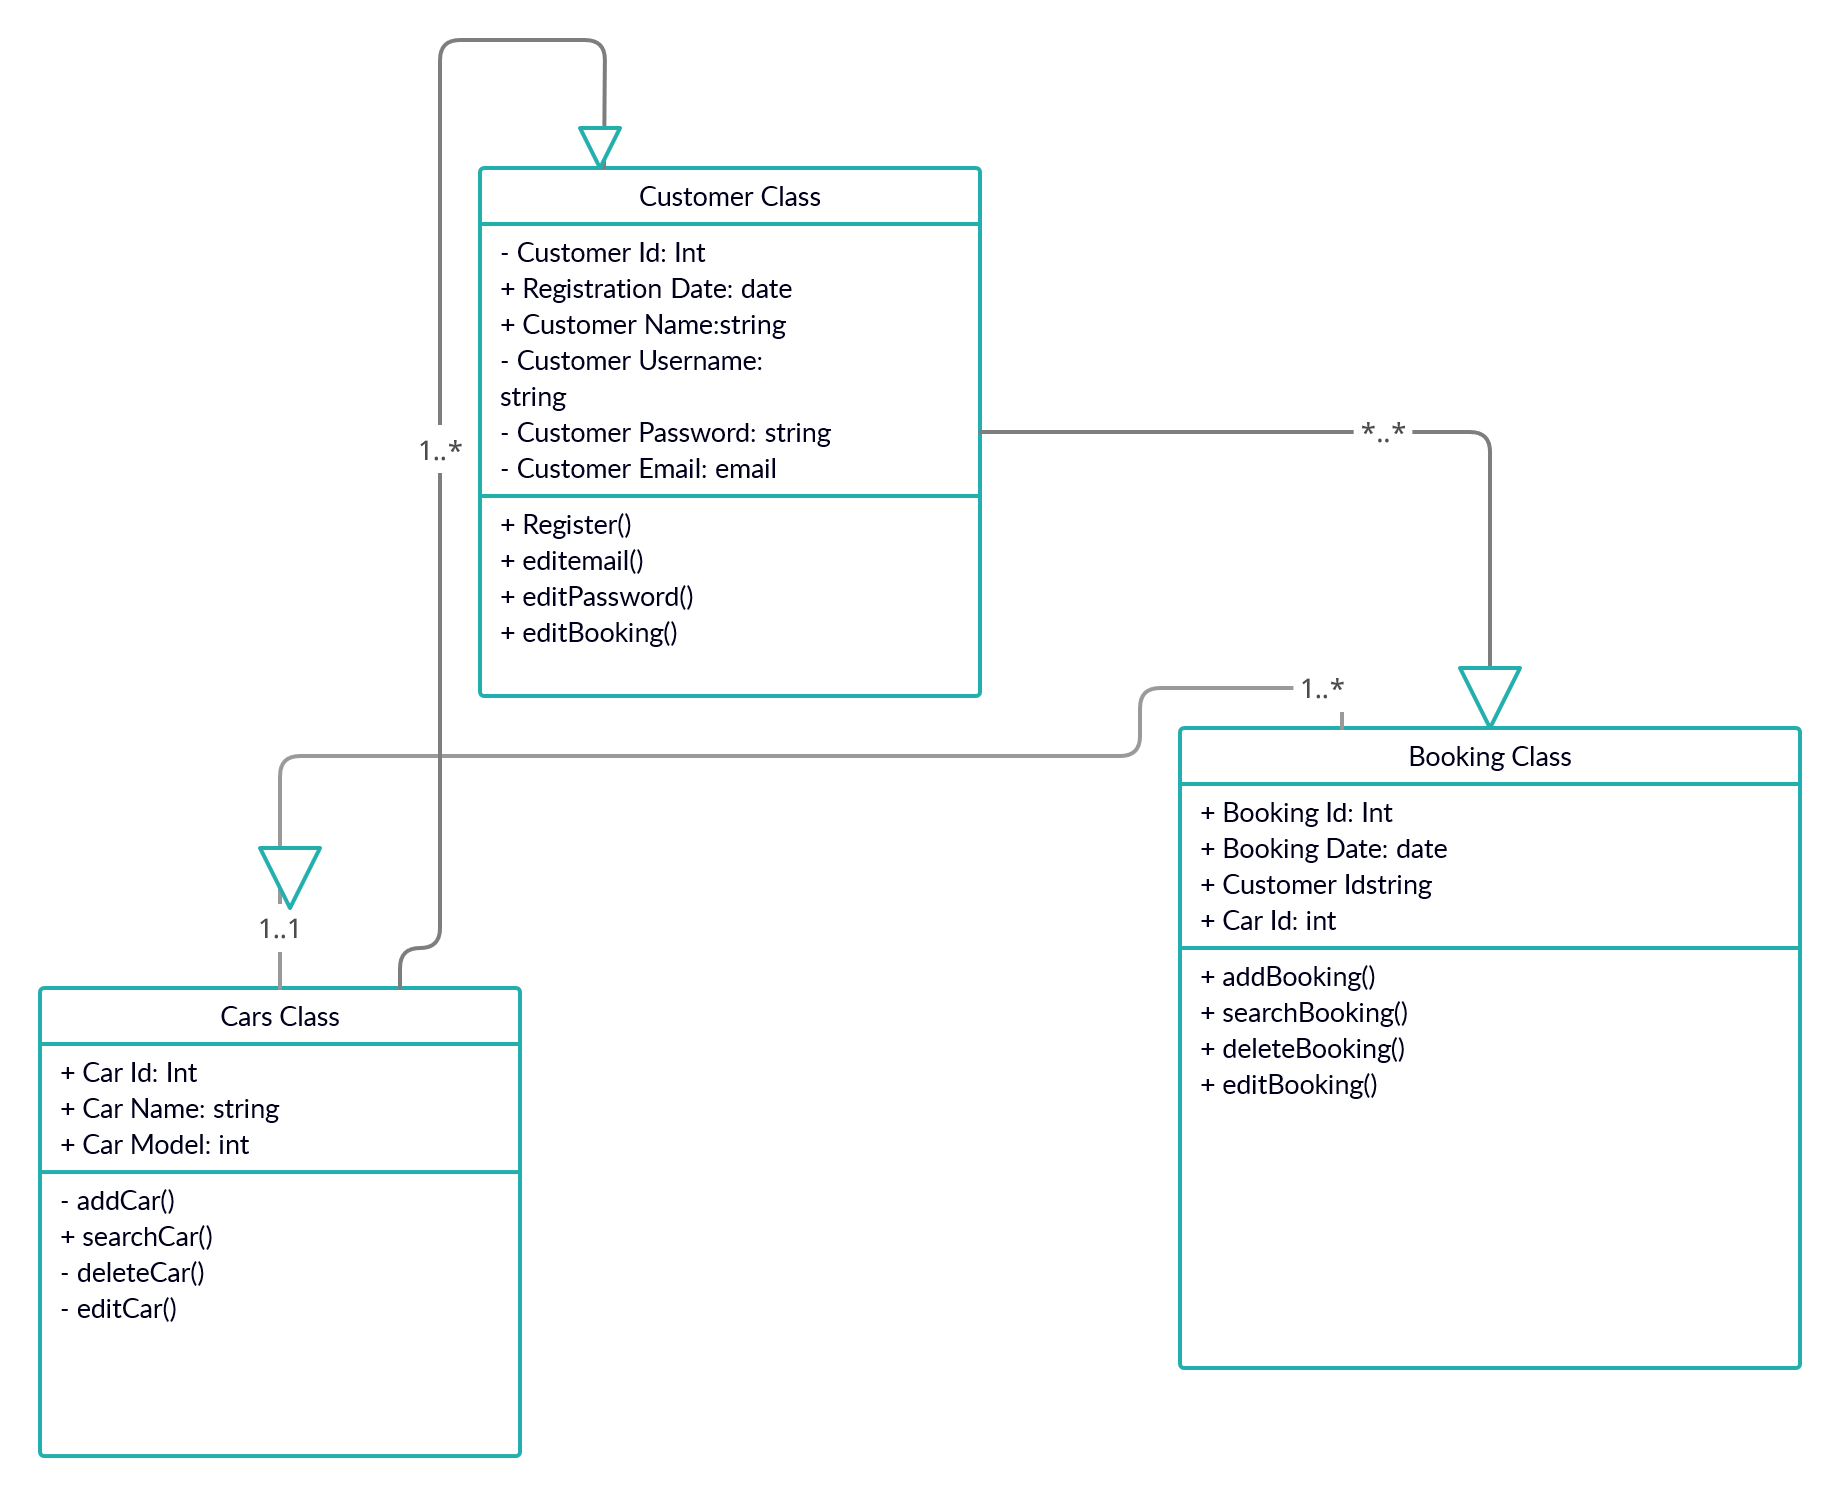 Customer Class
- Customer Id: Int
+ Registration Date: date
+ Customer Name:string
- Customer Username:
string
- Customer Password: string
- Customer Email: email
+ Register()
+ editemail()
+ editPassword()
+ editBooking()
1..*
*..*
1..*
1..1
Booking Class
+ Booking Id: Int
+ Booking Date: date
+ Customer Idstring
+ Car Id: int
+ addBooking()
+ searchBooking()
+ deleteBooking()
+ editBooking()
Cars Class
+ Car Id: Int
+ Car Name: string
+ Car Model: int
- addCar()
+ searchCar()
- deleteCar()
- editCar()